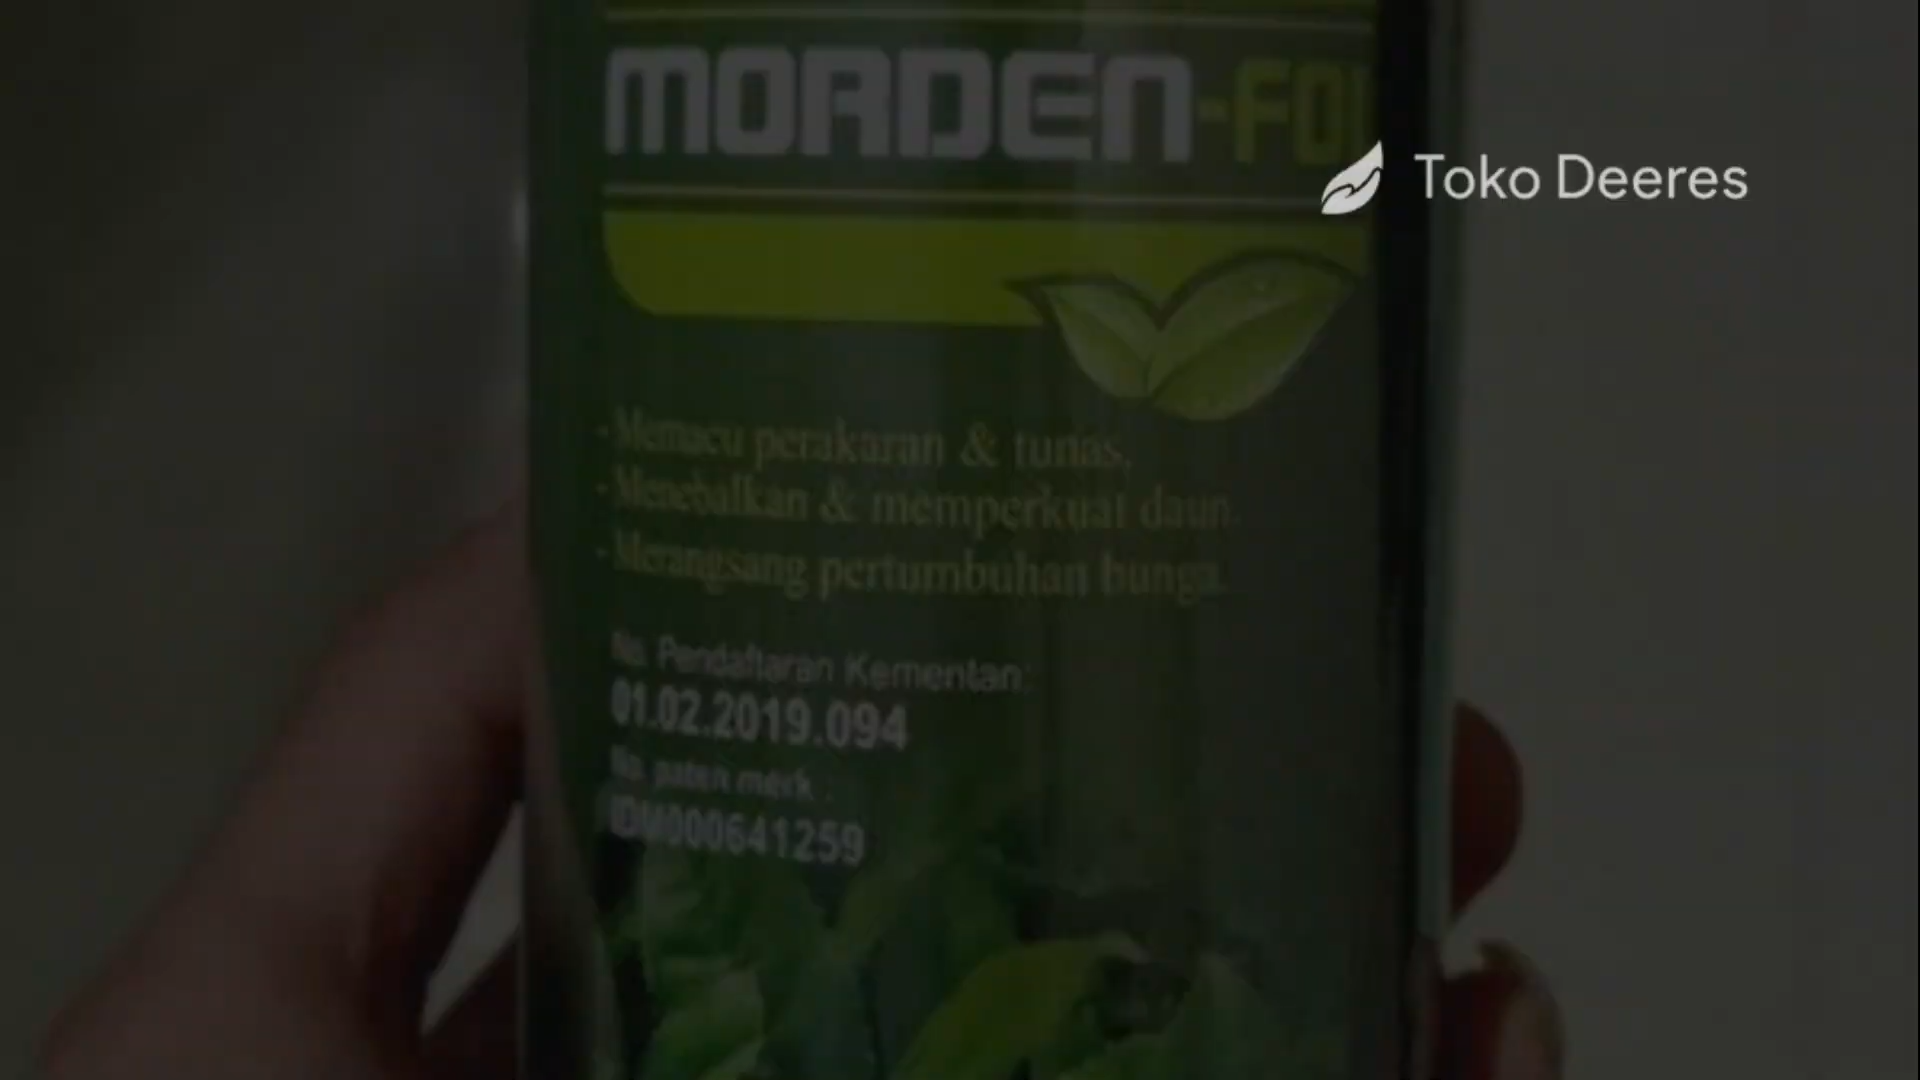 MORDEN-FO
Toko Deeres
- Memacu perakaran & tunas.
- Menebalkan & memperkuat daun.
- Merangsang pertumbuhan bunga.
No. Pendaftaran Kementan:
01.02.2019.094
No. paten merk :
IDM000641259